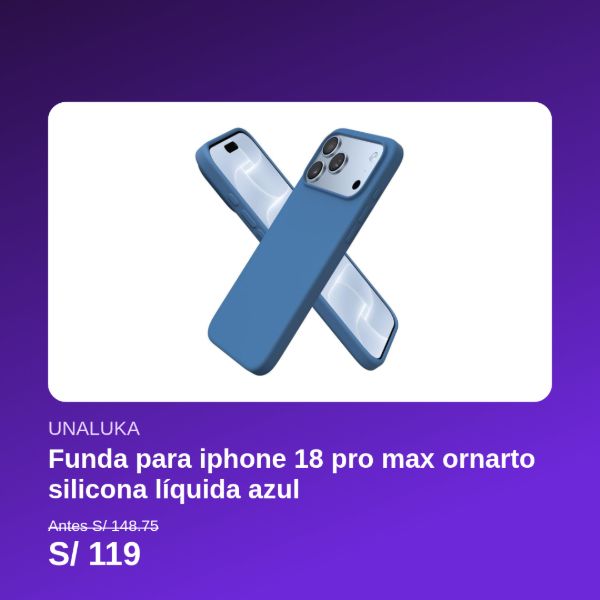 UNALUKA
Funda para iphone 18 pro max ornarto
silicona líquida azul
Antes S/ 148.75
S/ 119